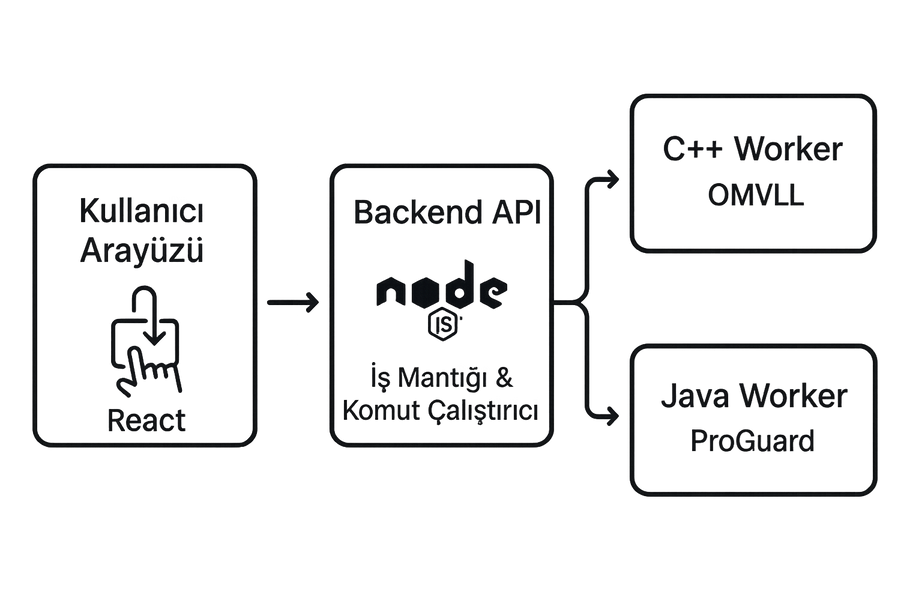 Kullanıcı
Arayüzü
React
Backend API
node
JS
İş Mantığı &
Komut Çalıştırıcı
C++ Worker
OMVLL
Java Worker
ProGuard